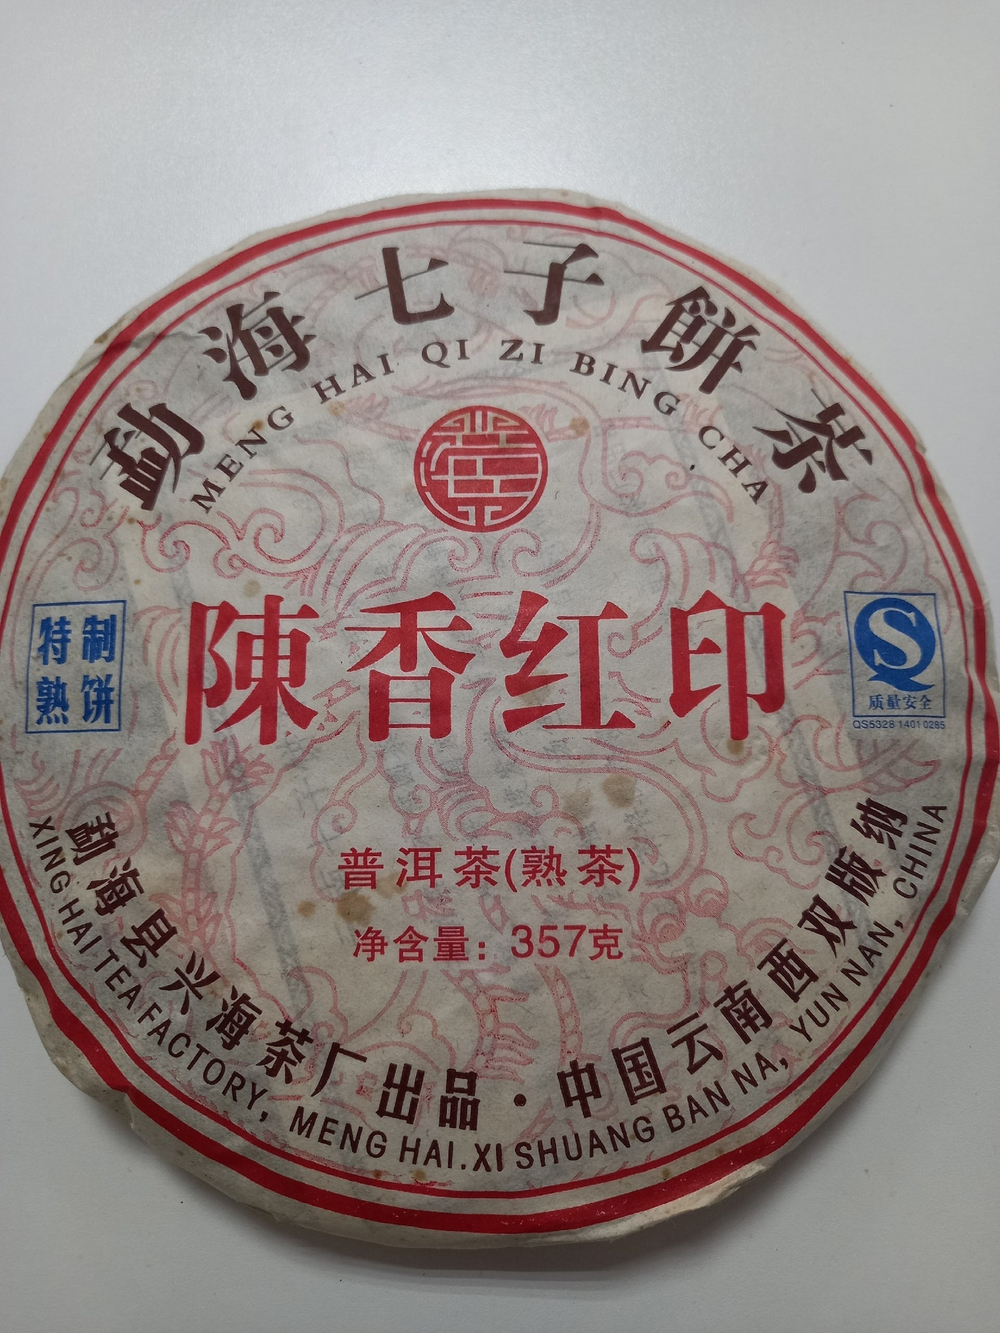 勐海七子餅茶
MENG HAI QI ZI BING CHA
陳香红印
特制
熟饼
质量安全
QS5328 1401 0285
普洱茶(熟茶)
净含量：357克
勐海县兴海茶厂出品·中国云南西双版纳
XING HAI TEA FACTORY, MENG HAI.XI SHUANG BAN NA, YUN NAN, CHINA